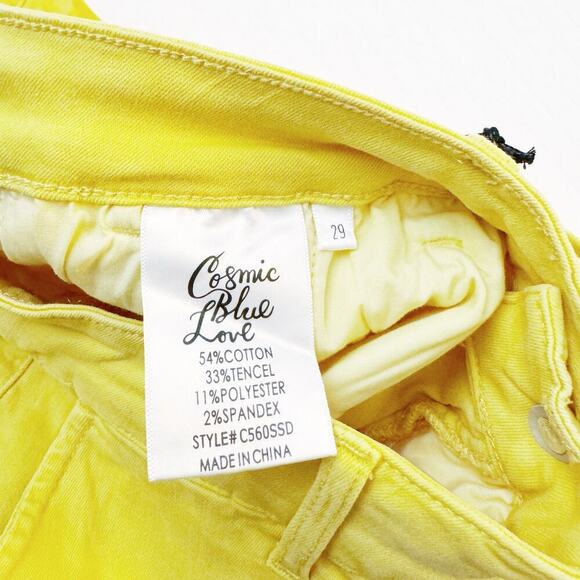 Cosmic
Blue
Love
54%COTTON
33%TENCEL
11%POLYESTER
2%SPANDEX
STYLE#C560SSD
MADE IN CHINA
29